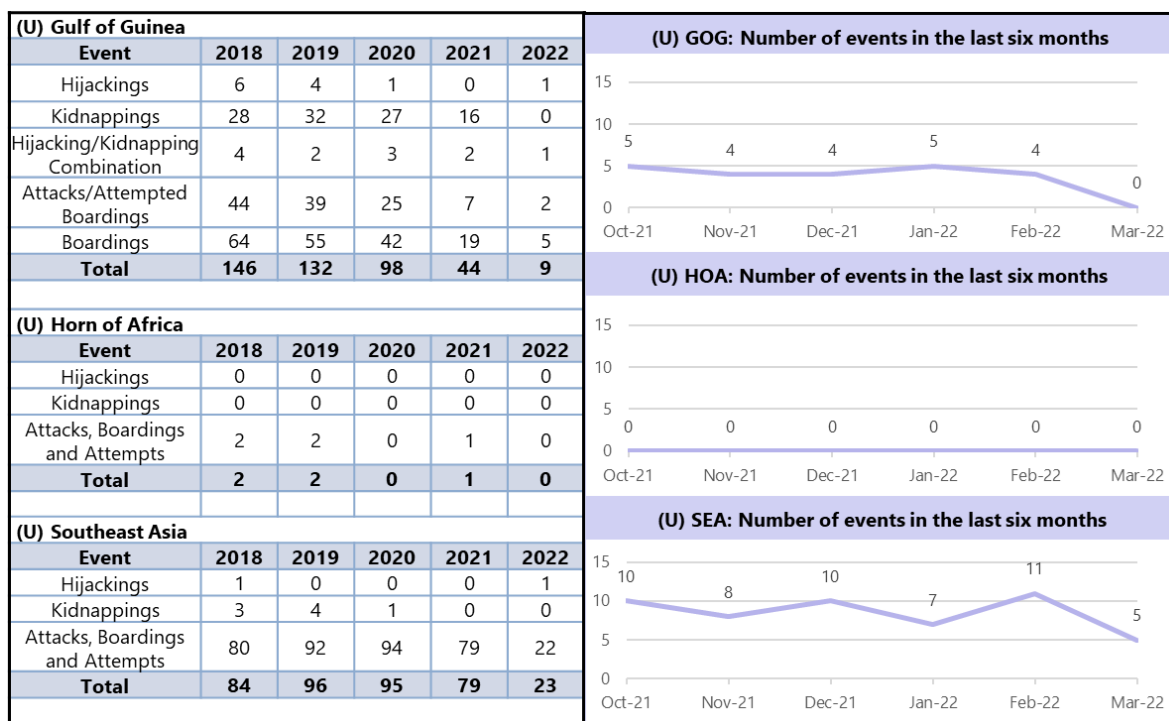 (U) Gulf of Guinea
Event 2018 2019 2020 2021 2022
Hijackings 6 4 1 0 1
Kidnappings 28 32 27 16 0
Hijacking/Kidnapping
Combination 4 2 3 2 1
Attacks/Attempted
Boardings 44 39 25 7 2
Boardings 64 55 42 19 5
Total 146 132 98 44 9
(U) Horn of Africa
Event 2018 2019 2020 2021 2022
Hijackings 0 0 0 0 0
Kidnappings 0 0 0 0 0
Attacks, Boardings
and Attempts 2 2 0 1 0
Total 2 2 0 1 0
(U) Southeast Asia
Event 2018 2019 2020 2021 2022
Hijackings 1 0 0 0 1
Kidnappings 3 4 1 0 0
Attacks, Boardings
and Attempts 80 92 94 79 22
Total 84 96 95 79 23
(U) GOG: Number of events in the last six months
15
10
5
0
5 4 4 5 4 0
Oct-21 Nov-21 Dec-21 Jan-22 Feb-22 Mar-22
(U) HOA: Number of events in the last six months
15
10
5
0
0 0 0 0 0 0
Oct-21 Nov-21 Dec-21 Jan-22 Feb-22 Mar-22
(U) SEA: Number of events in the last six months
15
10
5
0
10 8 10 7 11 5
Oct-21 Nov-21 Dec-21 Jan-22 Feb-22 Mar-22